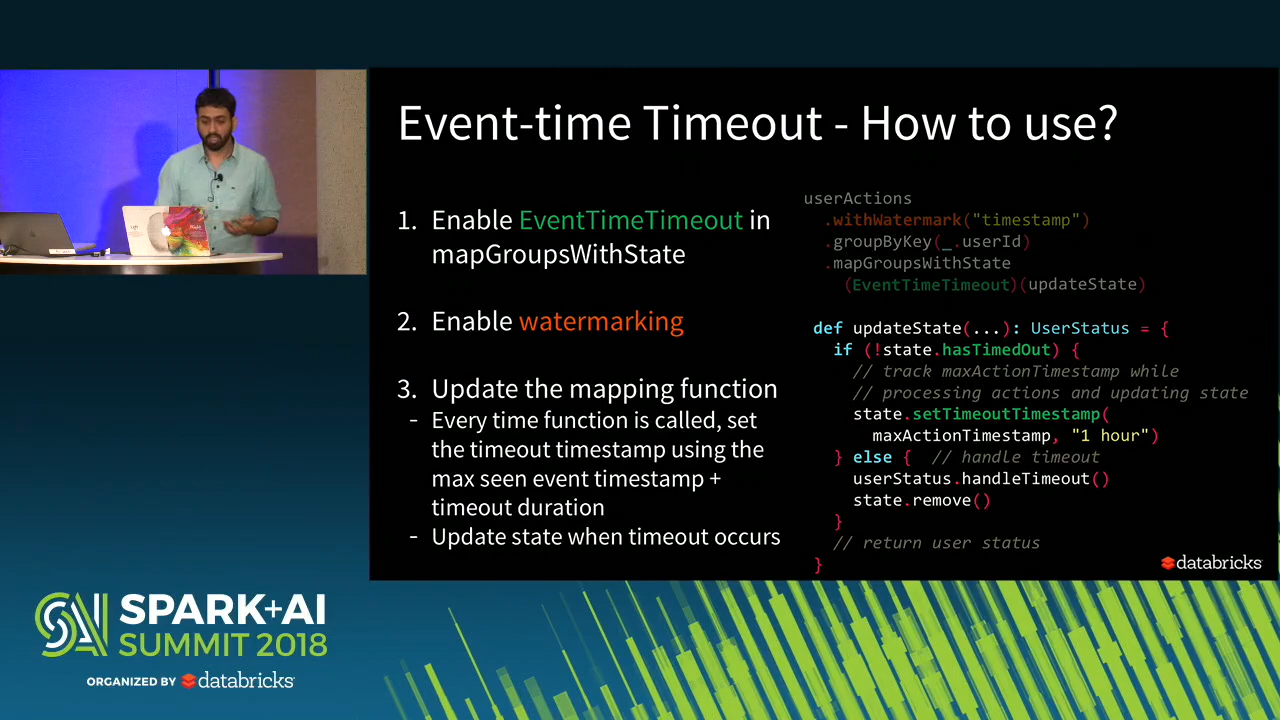 Event-time Timeout - How to use?
1. Enable EventTimeTimeout in
mapGroupsWithState
2. Enable watermarking
3. Update the mapping function
- Every time function is called, set
the timeout timestamp using the
max seen event timestamp +
timeout duration
- Update state when timeout occurs
userActions
.withWatermark("timestamp")
.groupByKey(_.userId)
.mapGroupsWithState
(EventTimeTimeout)(updateState)
def updateState(...): UserStatus = {
if (!state.hasTimedOut) {
// track maxActionTimestamp while
// processing actions and updating state
state.setTimeoutTimestamp(
maxActionTimestamp, "1 hour")
} else { // handle timeout
userStatus.handleTimeout()
state.remove()
}
// return user status
}
databricks
SAI SPARK+AI
SUMMIT 2018
ORGANIZED BY databricks